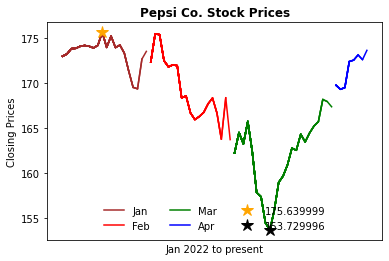 Pepsi Co. Stock Prices
175
170
165
160
155
Closing Prices
Jan Mar 175.639999
Feb Apr 153.729996
Jan 2022 to present